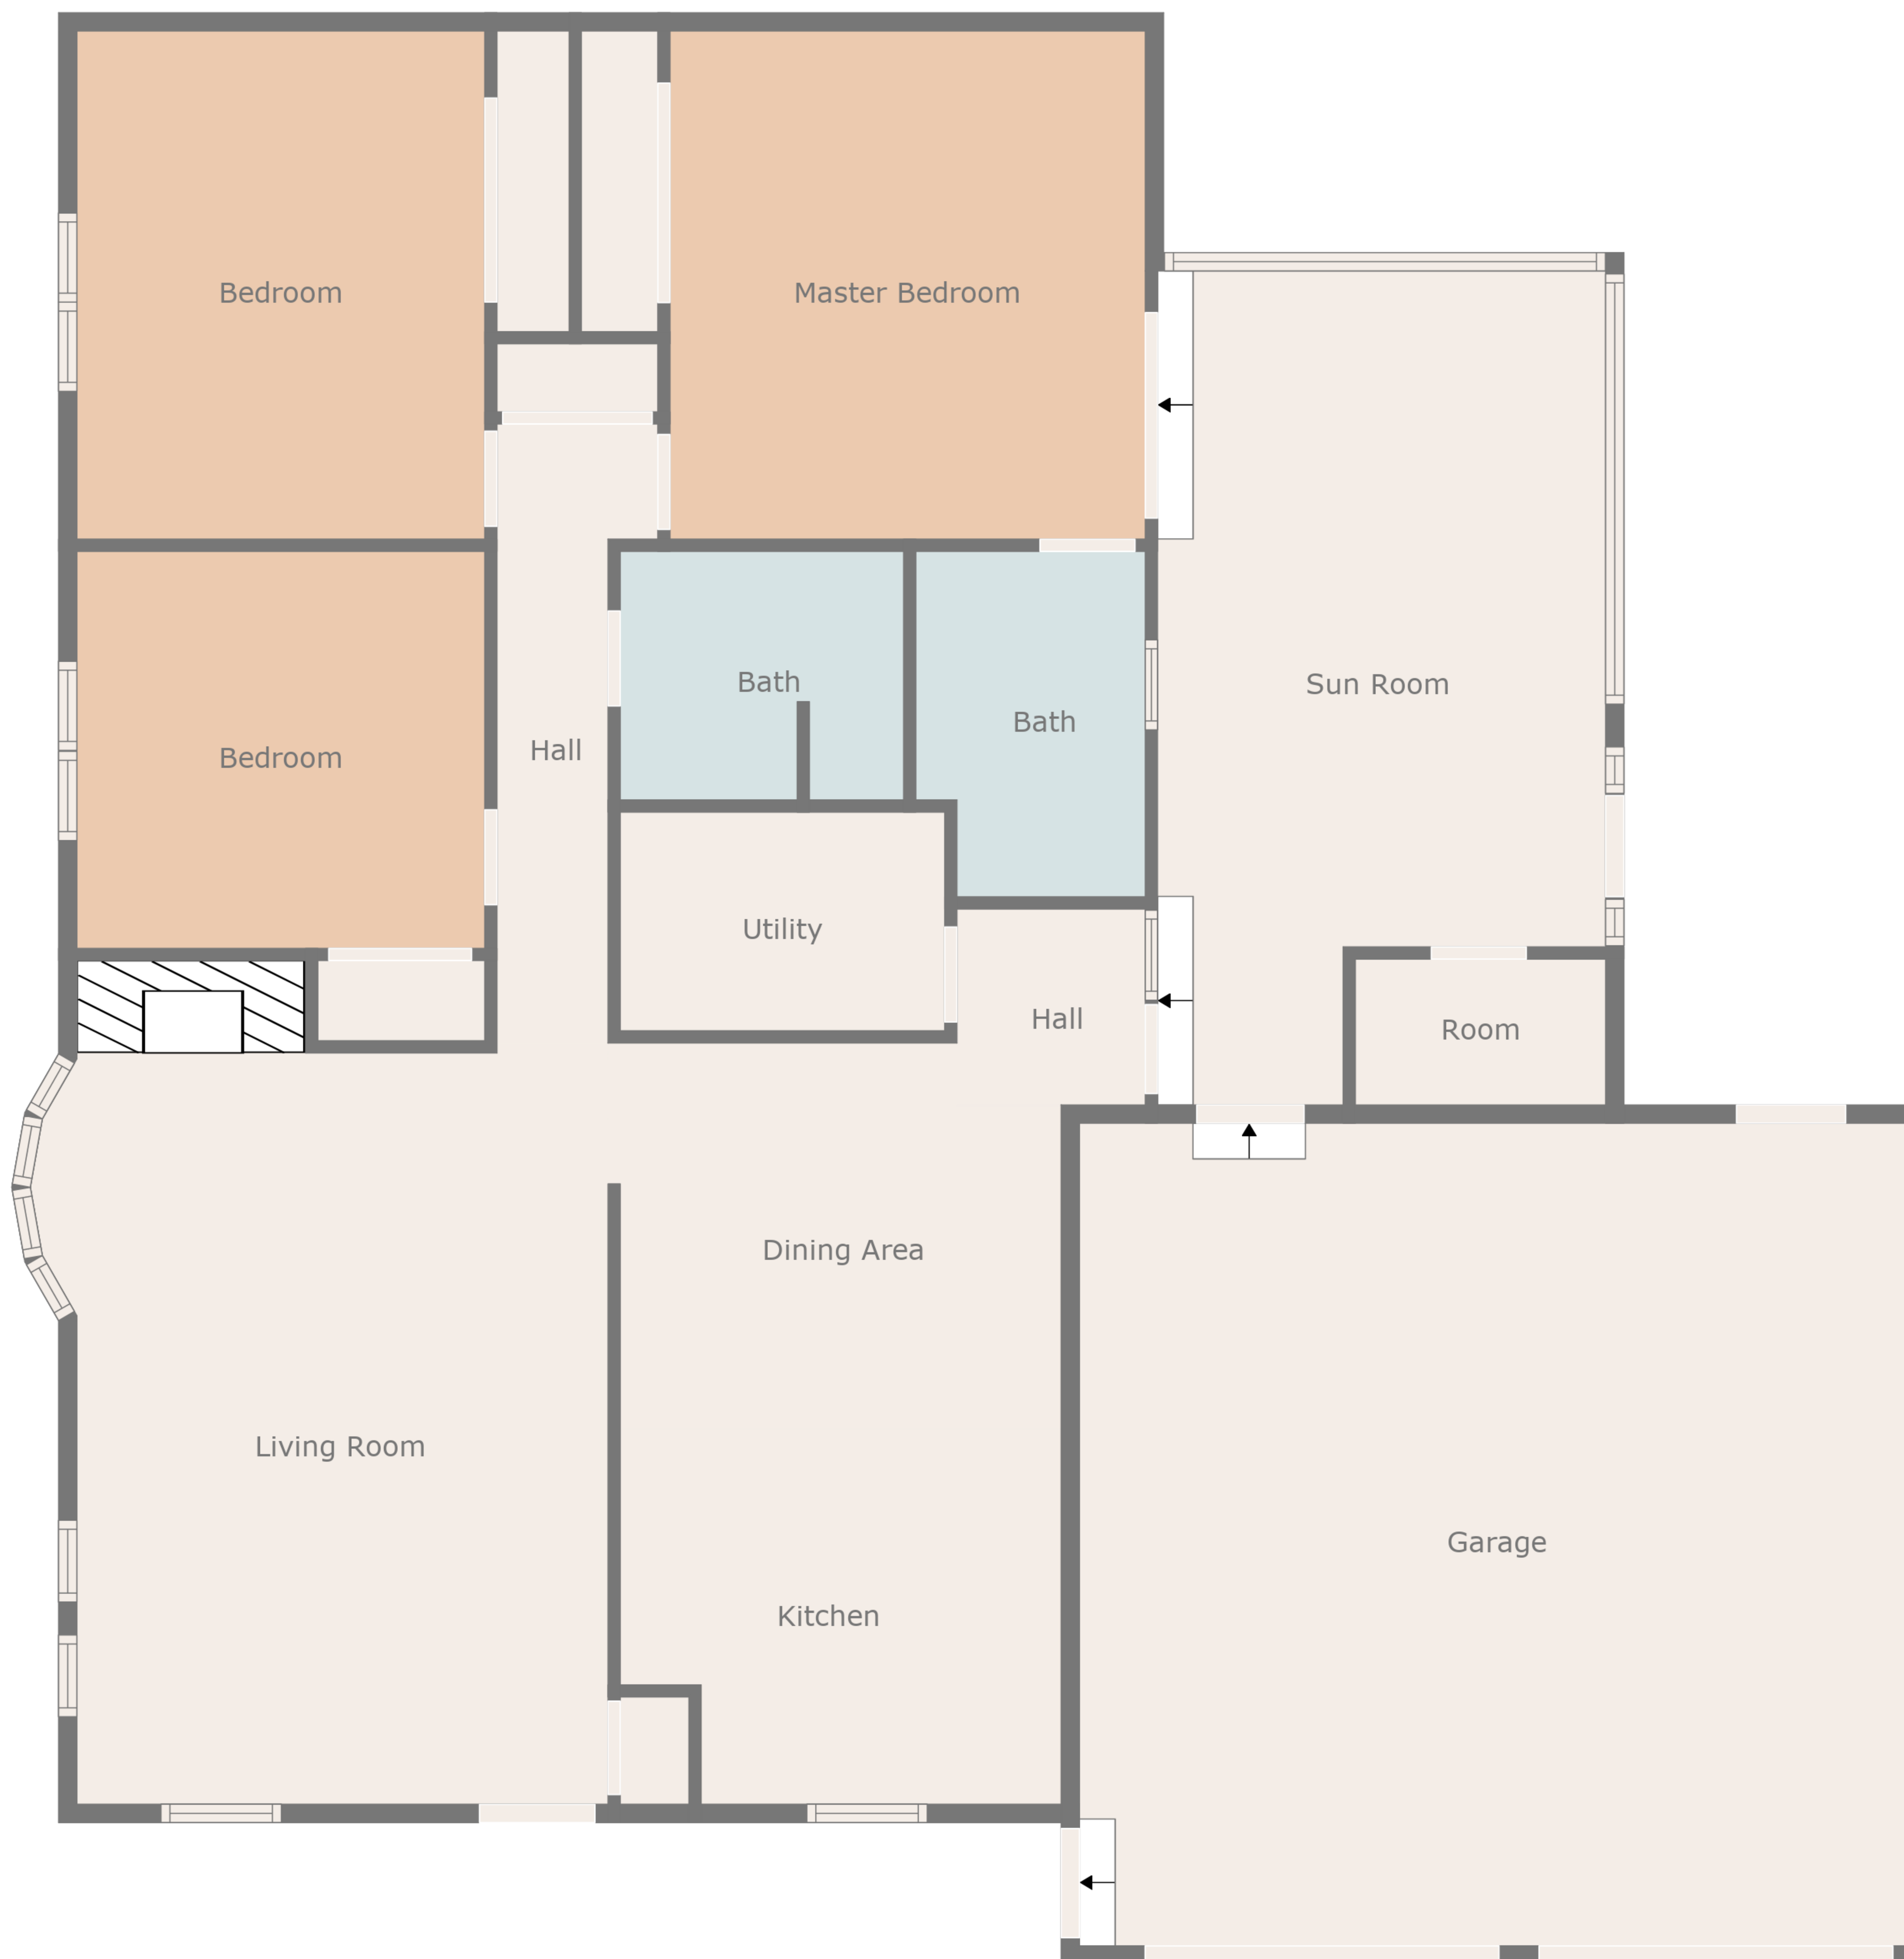 Bedroom
Master Bedroom
Bath
Sun Room
Bath
Hall
Bedroom
Utility
Hall
Room
Dining Area
Living Room
Garage
Kitchen